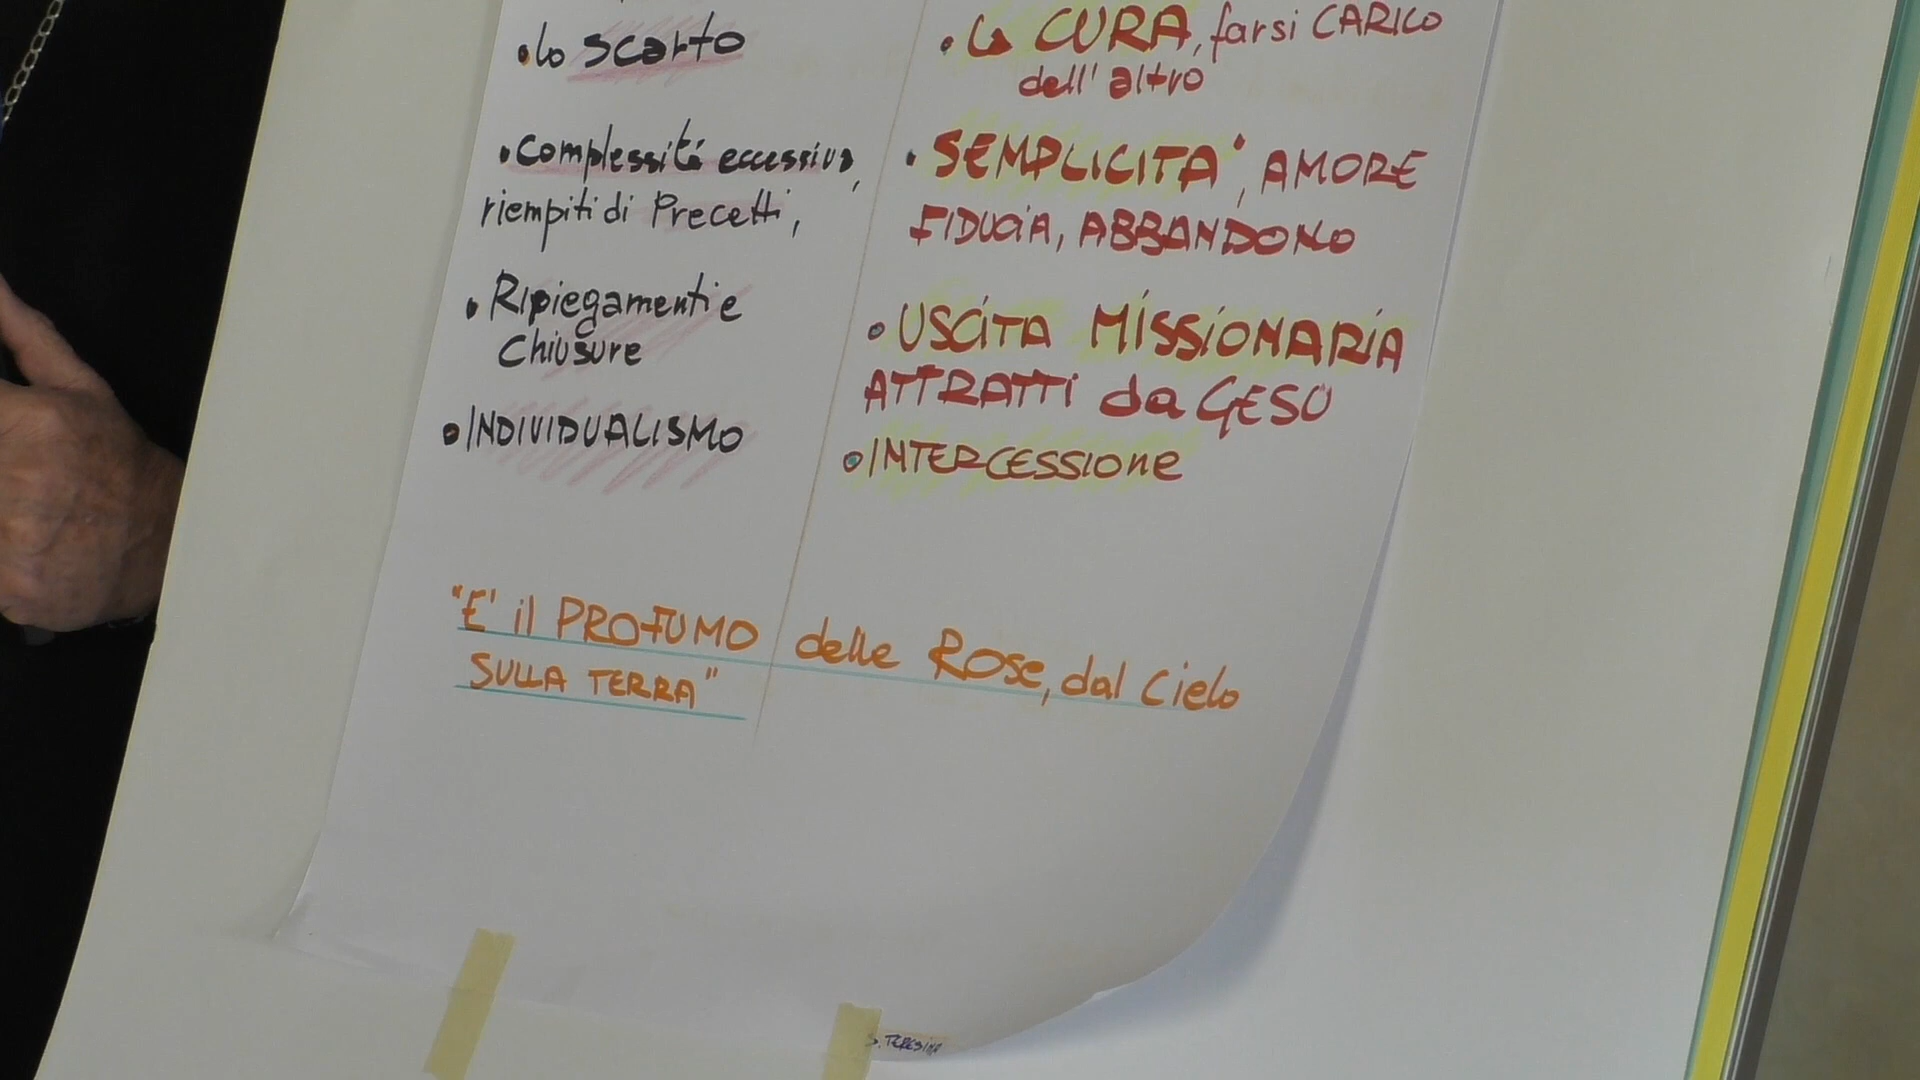 •lo scarto
•Complessità eccessiva,
riempiti di Precetti,
•Ripiegamenti e
Chiusure
•INDIVIDUALISMO
•La CURA, farsi CARICO
dell'altro
•SEMPLICITA', AMORE
FIDUCIA, ABBANDONO
•USCITA MISSIONARIA
ATTRATTI da GESÙ
•INTERCESSIONE
"E' il PROFUMO delle ROSE, dal Cielo
SULLA TERRA"
S. TERESINA